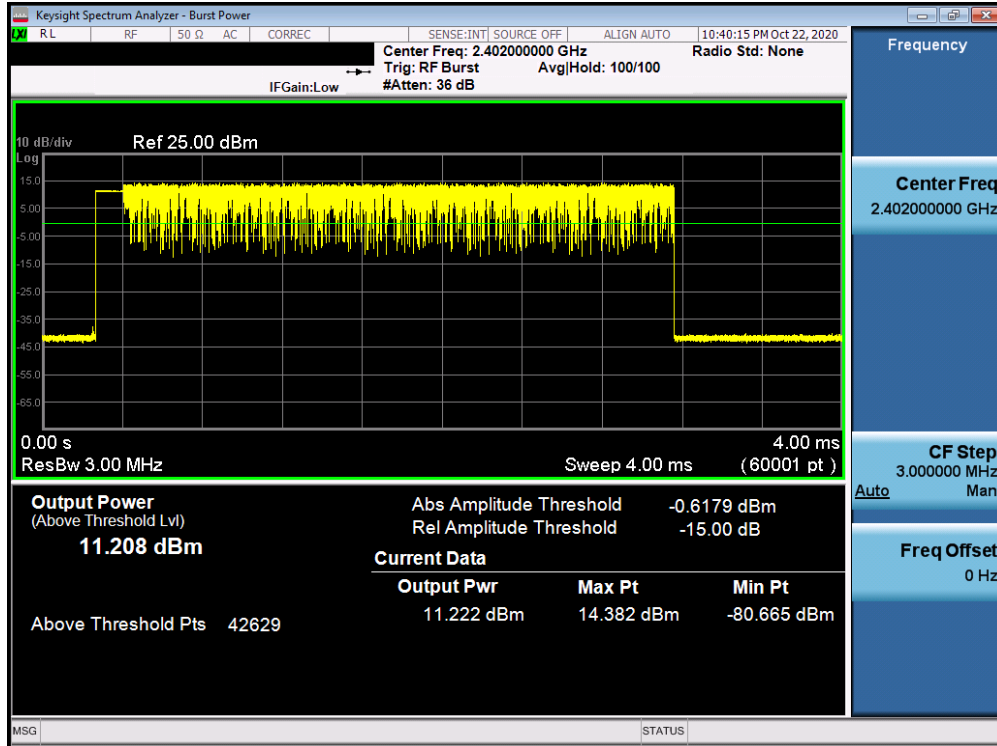 Keysight Spectrum Analyzer - Burst Power
LXI RL RF 50 Ω AC CORREC SENSE:INT SOURCE OFF ALIGN AUTO 10:40:15 PM Oct 22, 2020
Center Freq: 2.402000000 GHz Radio Std: None
Trig: RF Burst Avg|Hold: 100/100
IFGain:Low #Atten: 36 dB
10 dB/div Ref 25.00 dBm
Log
15.0
5.00
-5.00
-15.0
-25.0
-35.0
-45.0
-55.0
-65.0
0.00 s 4.00 ms
ResBw 3.00 MHz Sweep 4.00 ms (60001 pt)
Output Power
(Above Threshold Lvl)
11.208 dBm
Above Threshold Pts 42629
Abs Amplitude Threshold -0.6179 dBm
Rel Amplitude Threshold -15.00 dB
Current Data
Output Pwr Max Pt Min Pt
11.222 dBm 14.382 dBm -80.665 dBm
MSG STATUS
Frequency
Center Freq
2.402000000 GHz
CF Step
3.000000 MHz
Auto Man
Freq Offset
0 Hz